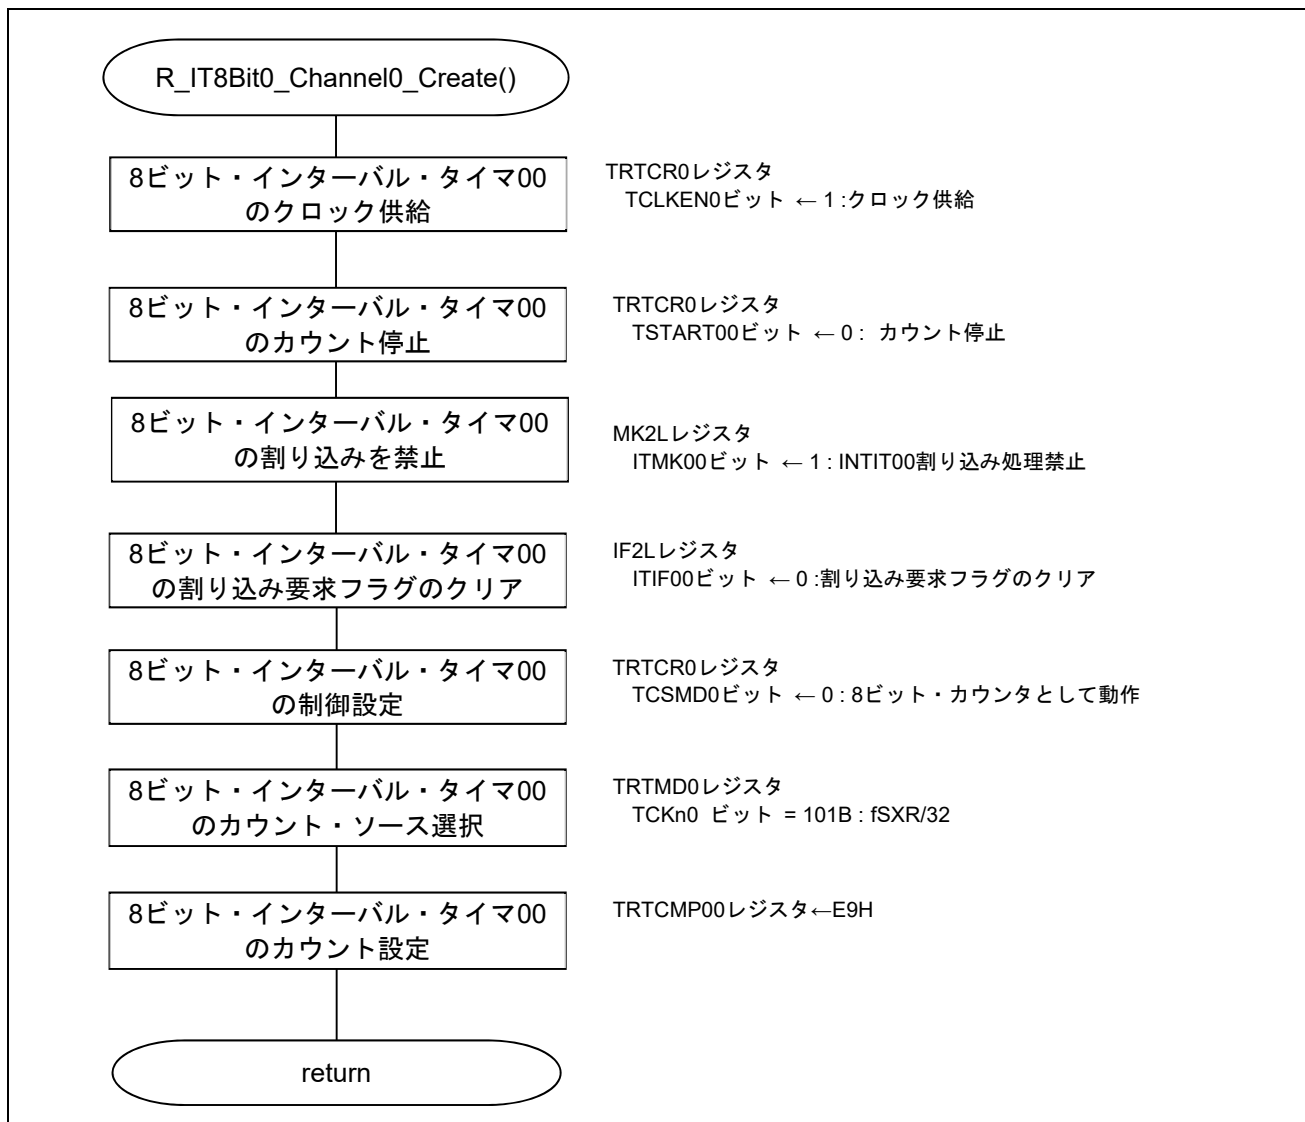 R_IT8Bit0_Channel0_Create()
8ビット・インターバル・タイマ00
のクロック供給
TRTCR0レジスタ
TCLKEN0ビット ← 1 :クロック供給
8ビット・インターバル・タイマ00
のカウント停止
TRTCR0レジスタ
TSTART00ビット ← 0 : カウント停止
8ビット・インターバル・タイマ00
の割り込みを禁止
MK2Lレジスタ
ITMK00ビット ← 1 : INTIT00割り込み処理禁止
8ビット・インターバル・タイマ00
の割り込み要求フラグのクリア
IF2Lレジスタ
ITIF00ビット ← 0 :割り込み要求フラグのクリア
8ビット・インターバル・タイマ00
の制御設定
TRTCR0レジスタ
TCSMD0ビット ← 0 : 8ビット・カウンタとして動作
8ビット・インターバル・タイマ00
のカウント・ソース選択
TRTMD0レジスタ
TCKn0 ビット = 101B : fSXR/32
8ビット・インターバル・タイマ00
のカウント設定
TRTCMP00レジスタ←E9H
return